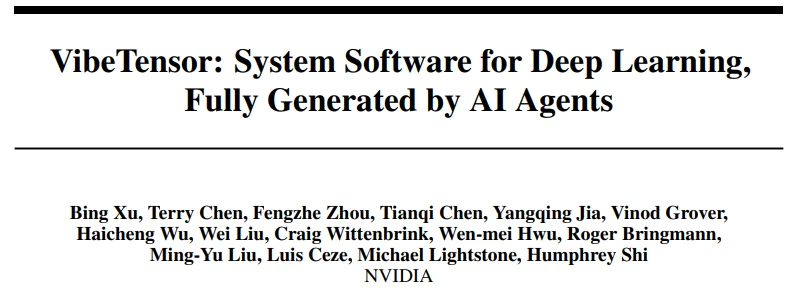 VibeTensor: System Software for Deep Learning,
Fully Generated by AI Agents
Bing Xu, Terry Chen, Fengzhe Zhou, Tianqi Chen, Yangqing Jia, Vinod Grover,
Haicheng Wu, Wei Liu, Craig Wittenbrink, Wen-mei Hwu, Roger Bringmann,
Ming-Yu Liu, Luis Ceze, Michael Lightstone, Humphrey Shi
NVIDIA